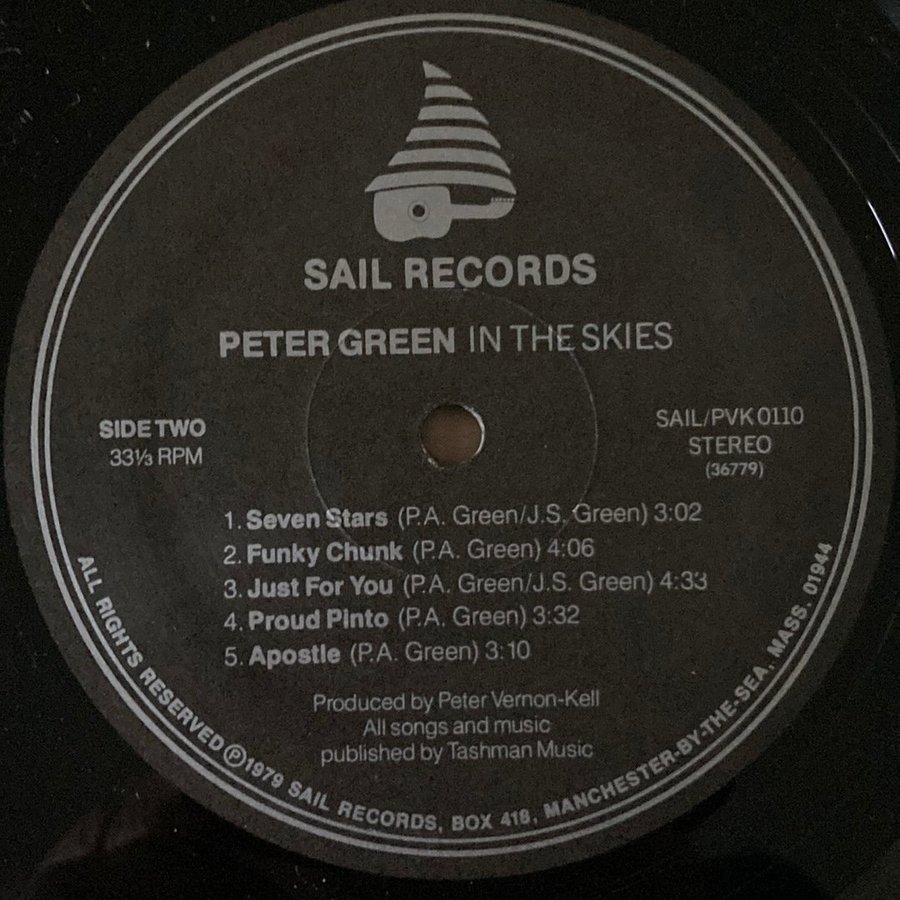 SAIL RECORDS
PETER GREEN IN THE SKIES
SIDE TWO
33⅓ RPM
SAIL/PVK 0110
STEREO
(36779)
1. Seven Stars (P.A. Green/J.S. Green) 3:02
2. Funky Chunk (P.A. Green) 4:06
3. Just For You (P.A. Green/J.S. Green) 4:33
4. Proud Pinto (P.A. Green) 3:32
5. Apostle (P.A. Green) 3:10
Produced by Peter Vernon-Kell
All songs and music
published by Tashman Music
ALL RIGHTS RESERVED ℗1979 SAIL RECORDS, BOX 418, MANCHESTER-BY-THE-SEA, MASS. 01944